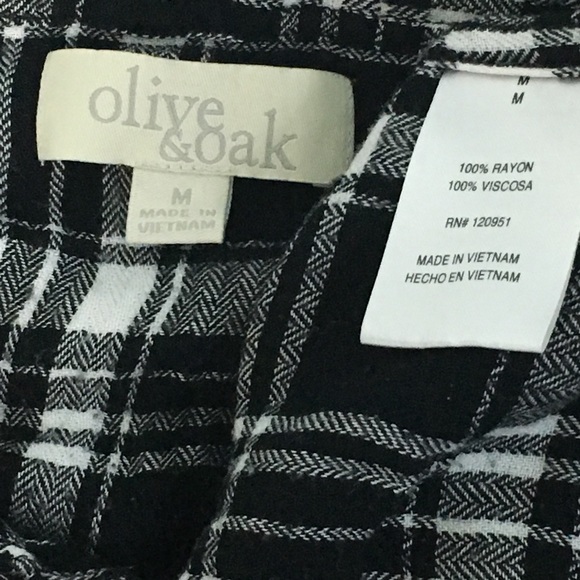 olive
&oak
M
MADE IN
VIETNAM
M
M
100% RAYON
100% VISCOSA
RN# 120951
MADE IN VIETNAM
HECHO EN VIETNAM